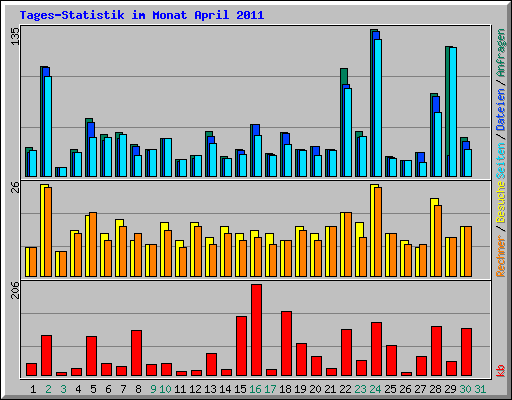 Tages-Statistik im Monat April 2011
135
Seiten / Dateien / Anfragen
26
Rechner / Besuche
206
kb
1 2 3 4 5 6 7 8 9 10 11 12 13 14 15 16 17 18 19 20 21 22 23 24 25 26 27 28 29 30 31